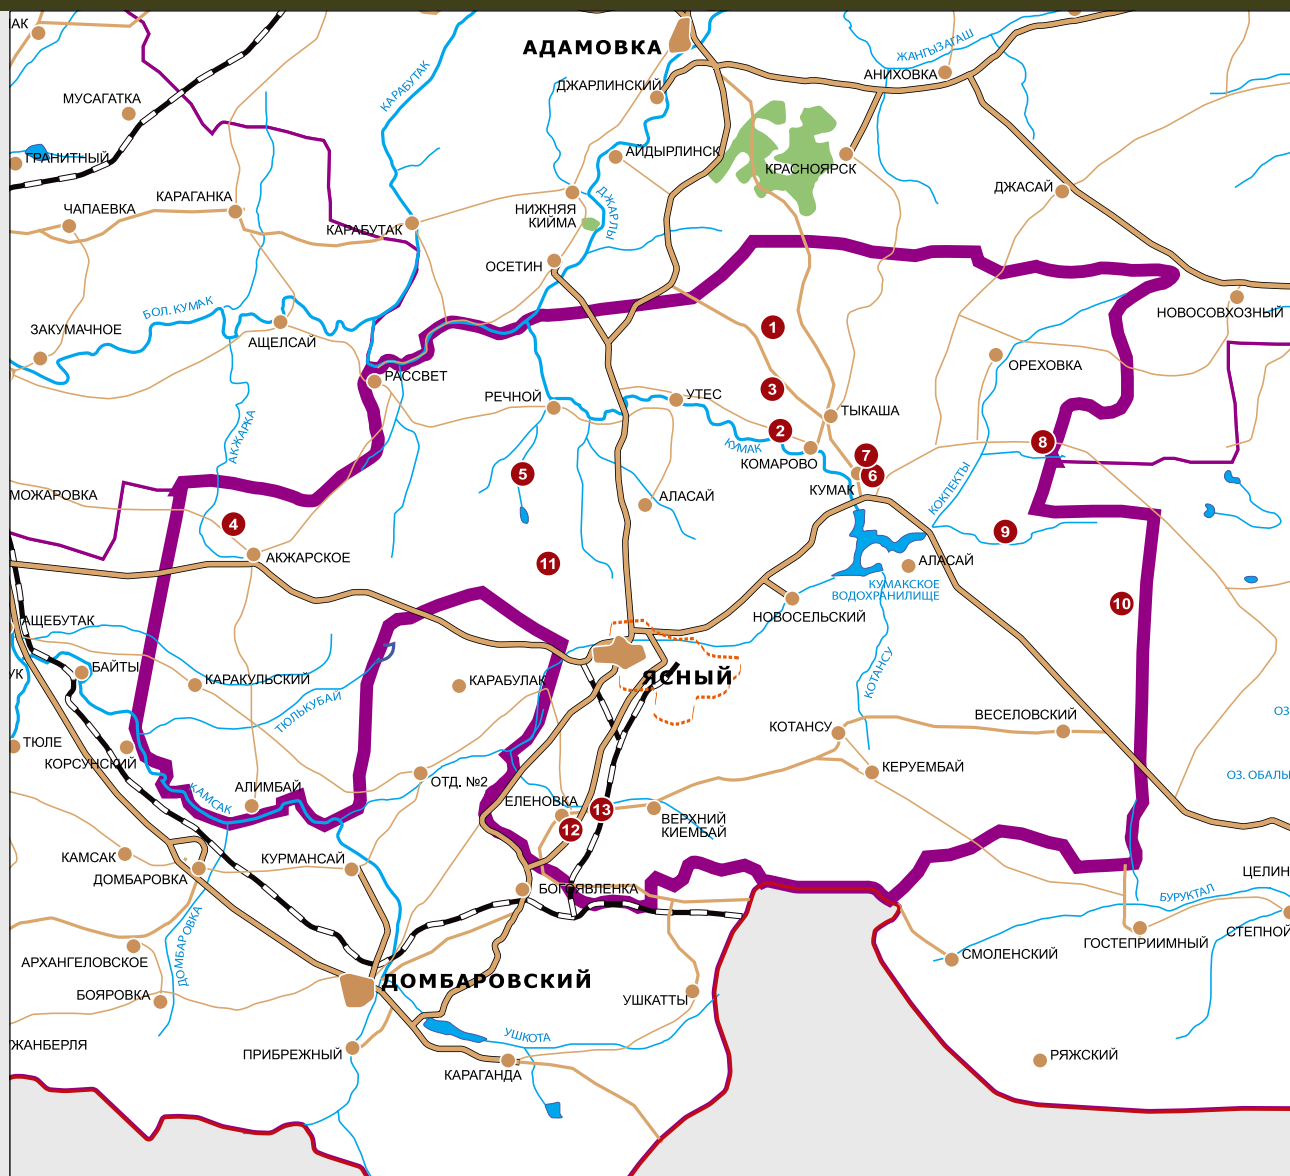 АК
АДАМОВКА
ЖАНГЫЗАГАШ
АНИХОВКА
КАРАБУТАК
ДЖАРЛИНСКИЙ
МУСАГАТКА
ГРАНИТНЫЙ
АЙДЫРЛИНСК
КРАСНОЯРСК
ДЖАСАЙ
КАРАГАНКА
ЧАПАЕВКА
НИЖНЯЯ
КИЙМА
ДЖАРЛЫ
КАРАБУТАК
ОСЕТИН
БОЛ. КУМАК
НОВОСОВХОЗНЫЙ
ЗАКУМАЧНОЕ
АЩЕЛСАЙ
1
ОРЕХОВКА
РАССВЕТ
3
РЕЧНОЙ
УТЕС
ТЫКАША
АКЖАРКА
2
КУМАК
8
КОМАРОВО
7
6
5
КУМАК
КОКПЕКТЫ
МОЖАРОВКА
АЛАСАЙ
4
9
АКЖАРСКОЕ
11
АЛАСАЙ
КУМАКСКОЕ
ВОДОХРАНИЛИЩЕ
10
НОВОСЕЛЬСКИЙ
АЩЕБУТАК
БАЙТЫ
УК
КАРАКУЛЬСКИЙ
КАРАБУЛАК
ЯСНЫЙ
КОТАНСУ
ТЮЛЬКУБАЙ
ОЗ
ВЕСЕЛОВСКИЙ
КОТАНСУ
ТЮЛЕ
КОРСУНСКИЙ
КЕРУЕМБАЙ
ОЗ. ОБАЛЫ
ОТД. №2
АЛИМБАЙ
КАМСАК
ЕЛЕНОВКА
13
12
ВЕРХНИЙ
КИЕМБАЙ
КАМСАК
КУРМАНСАЙ
ДОМБАРОВКА
ЦЕЛИН
БОГОЯВЛЕНКА
БУРУКТАЛ
СТЕПНОЙ
ДОМБАРОВКА
ГОСТЕПРИИМНЫЙ
АРХАНГЕЛОВСКОЕ
СМОЛЕНСКИЙ
ДОМБАРОВСКИЙ
БОЯРОВКА
УШКАТТЫ
УШКОТА
ЖАНБЕРЛЯ
ПРИБРЕЖНЫЙ
РЯЖСКИЙ
КАРАГАНДА